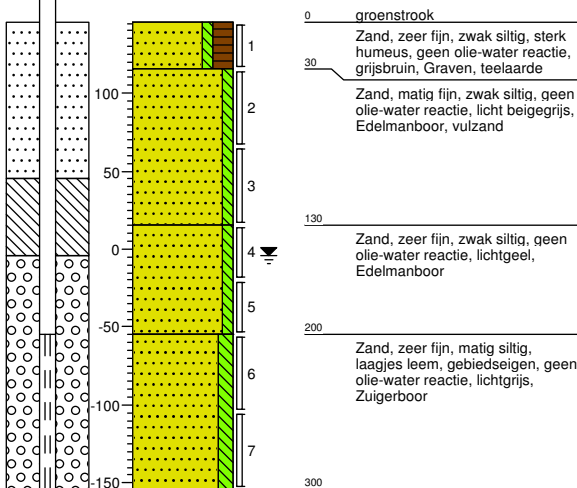 0 groenstrook
Zand, zeer fijn, zwak siltig, sterk
humeus, geen olie-water reactie,
grijsbruin, Graven, teelaarde
30
Zand, matig fijn, zwak siltig, geen
olie-water reactie, licht beigegrijs,
Edelmanboor, vulzand
130
Zand, zeer fijn, zwak siltig, geen
olie-water reactie, lichtgeel,
Edelmanboor
200
Zand, zeer fijn, matig siltig,
laagjes leem, gebiedseigen, geen
olie-water reactie, lichtgrijs,
Zuigerboor
300
100
50
0
-50
-100
-150
1
2
3
4
5
6
7